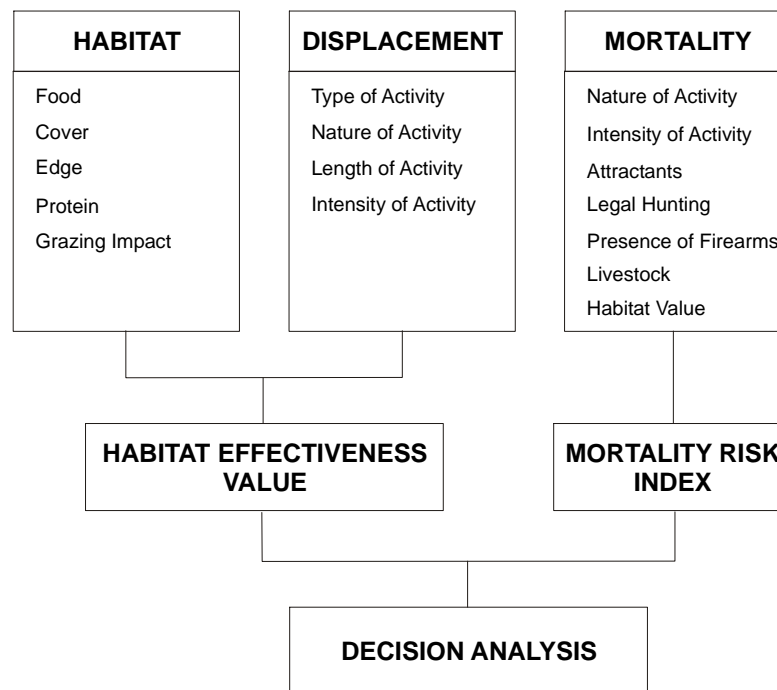 HABITAT
Food
Cover
Edge
Protein
Grazing Impact
DISPLACEMENT
Type of Activity
Nature of Activity
Length of Activity
Intensity of Activity
MORTALITY
Nature of Activity
Intensity of Activity
Attractants
Legal Hunting
Presence of Firearms
Livestock
Habitat Value
HABITAT EFFECTIVENESS
VALUE
MORTALITY RISK
INDEX
DECISION ANALYSIS